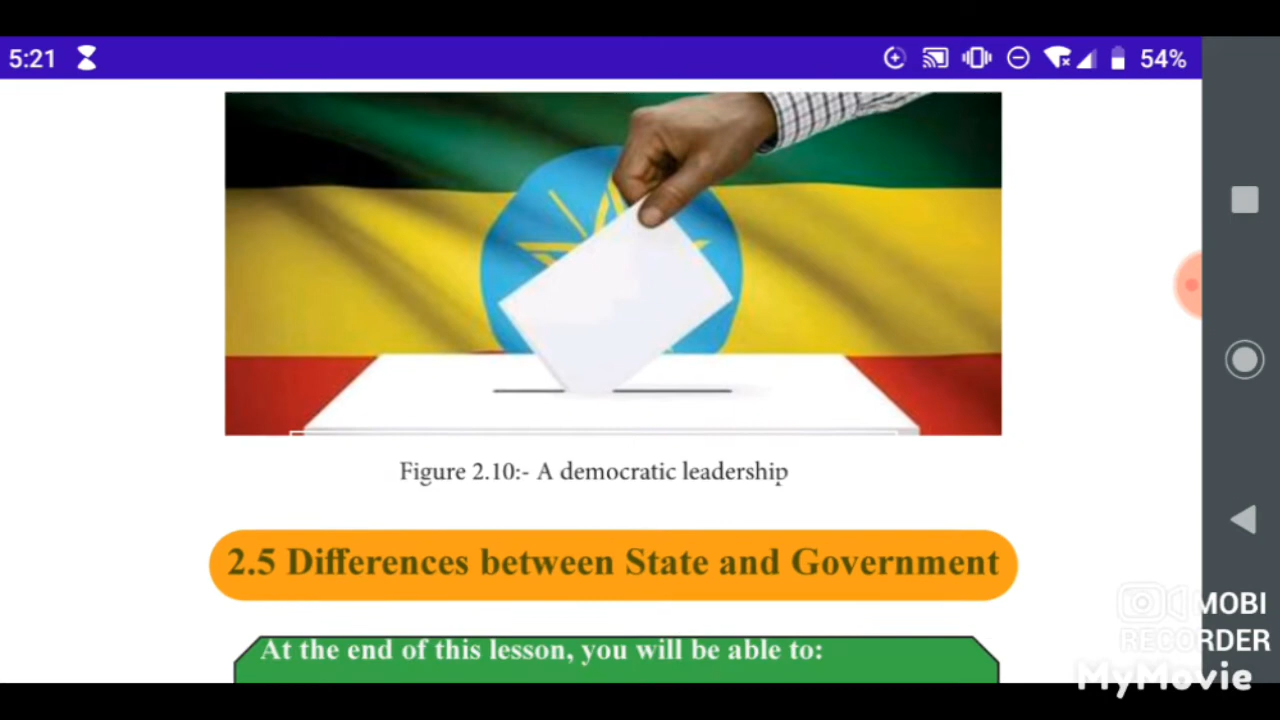 5:21
54%
Figure 2.10:- A democratic leadership
2.5 Differences between State and Government
At the end of this lesson, you will be able to:
MOBI
RECORDER
MyMovie